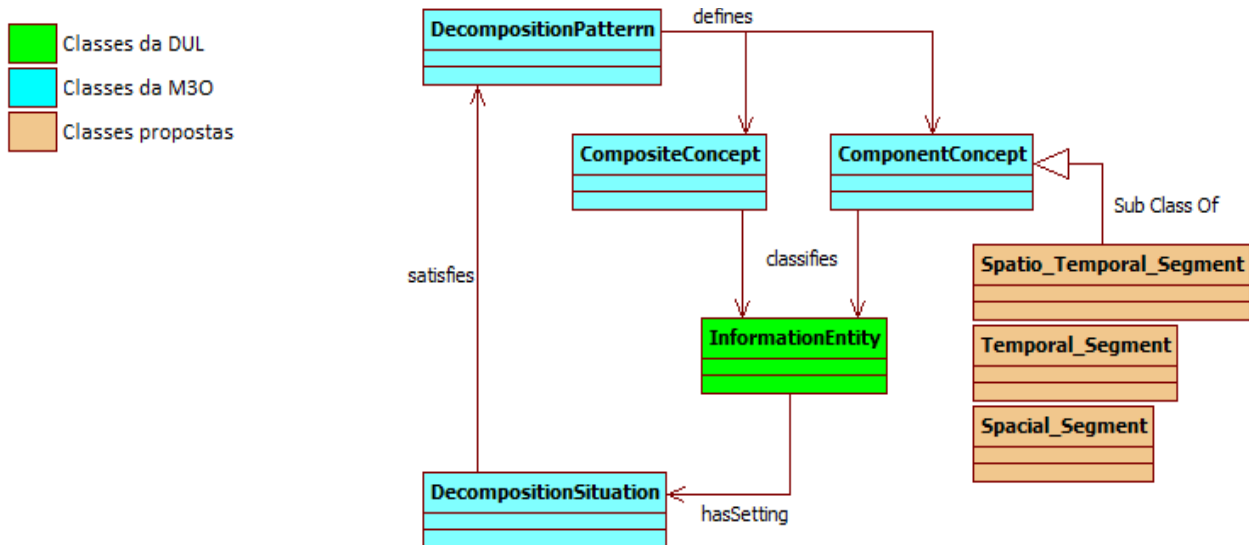 Classes da DUL
Classes da M3O
Classes propostas
DecompositionPatterrn
defines
CompositeConcept
ComponentConcept
Sub Class Of
satisfies
classifies
Spatio_Temporal_Segment
InformationEntity
Temporal_Segment
Spacial_Segment
DecompositionSituation
hasSetting